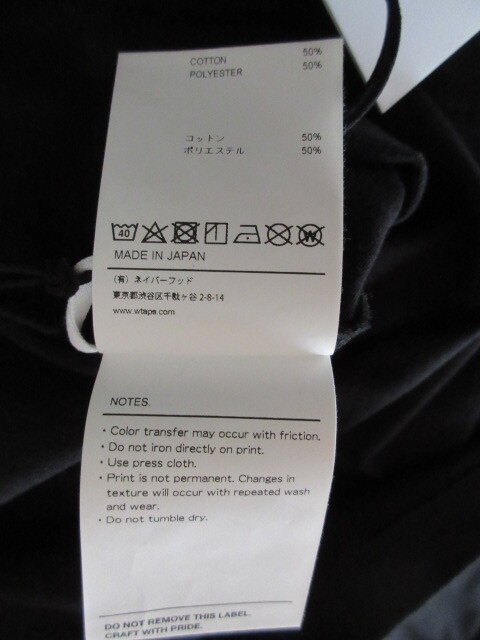 COTTON 50%
POLYESTER 50%
コットン 50%
ポリエステル 50%
40
W
MADE IN JAPAN
(有) ネイバーフッド
東京都渋谷区千駄ヶ谷 2-8-14
www.wtaps.com
NOTES.
・Color transfer may occur with friction.
・Do not iron directly on print.
・Use press cloth.
・Print is not permanent. Changes in
texture will occur with repeated wash
and wear.
・Do not tumble dry.
DO NOT REMOVE THIS LABEL.
CRAFT WITH PRIDE.